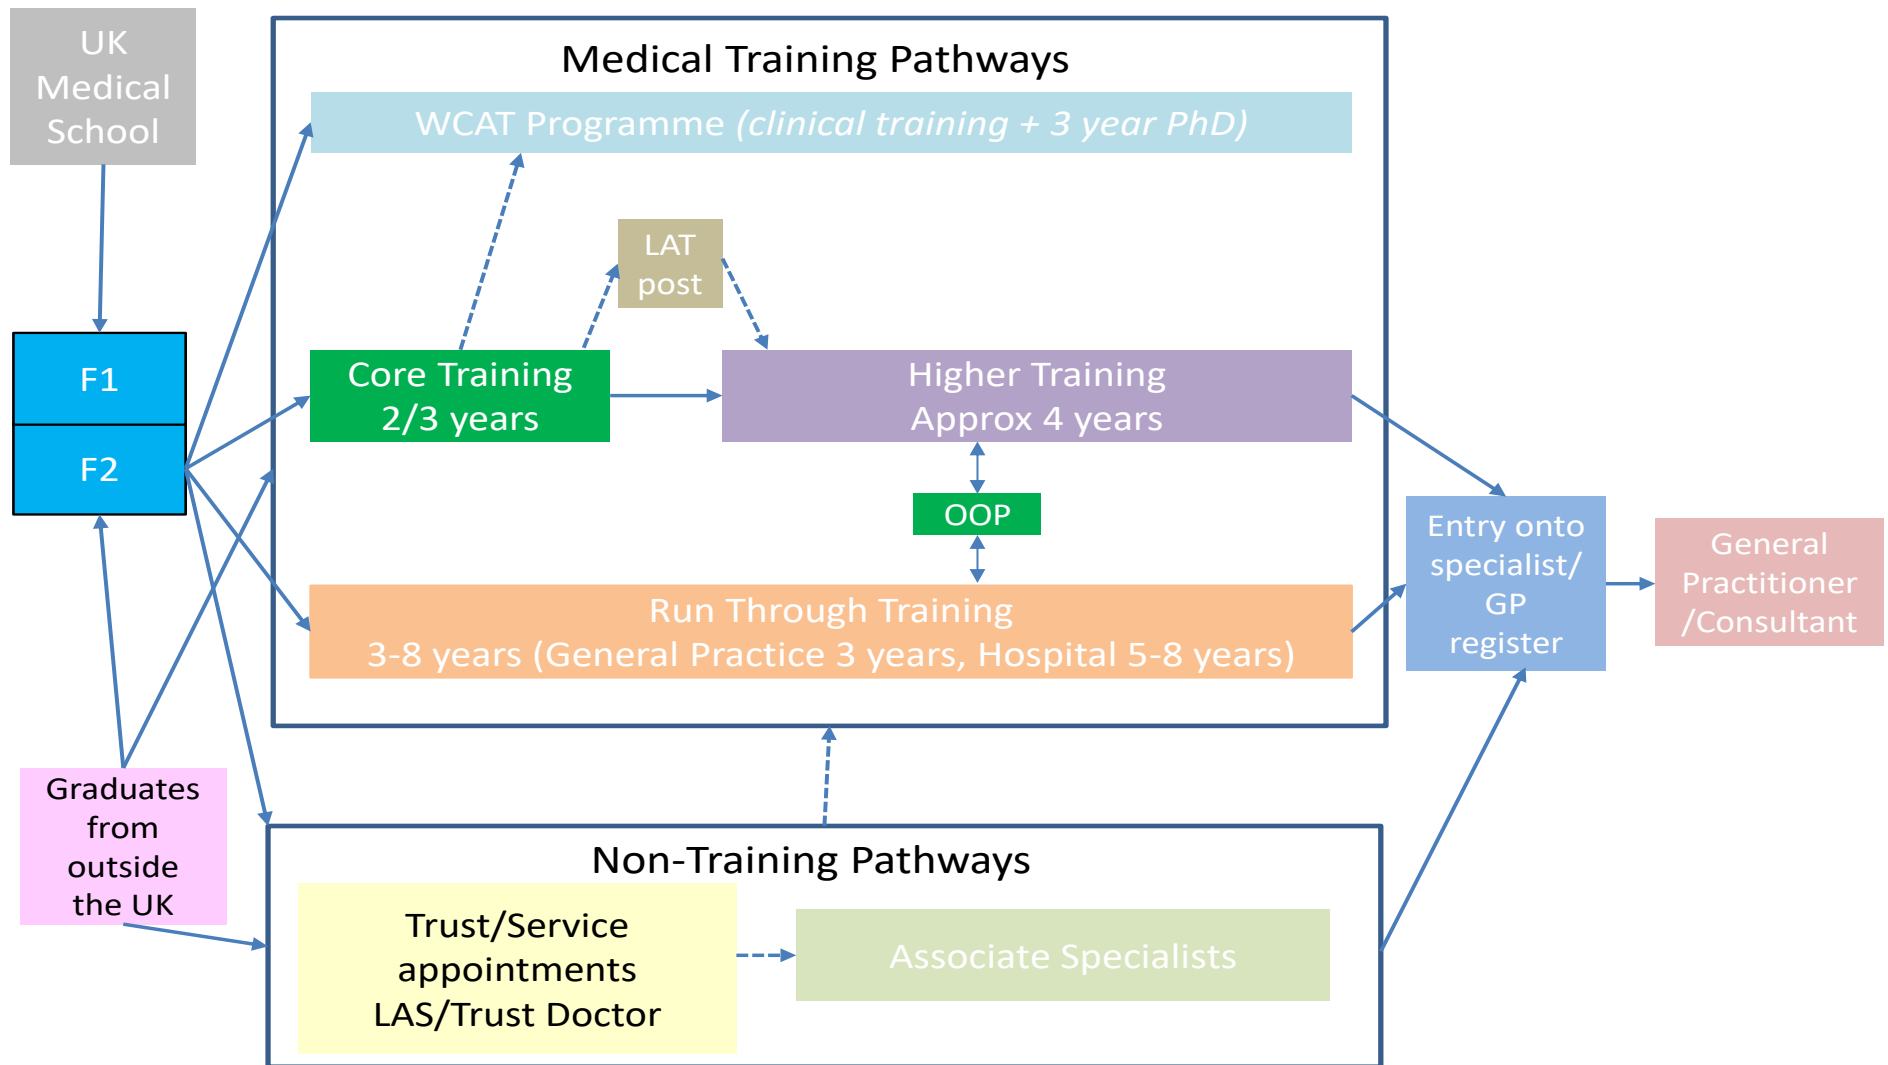 UK
Medical
School
Medical Training Pathways
WCAT Programme (clinical training + 3 year PhD)
LAT
post
F1
F2
Core Training
2/3 years
Higher Training
Approx 4 years
OOP
Run Through Training
3-8 years (General Practice 3 years, Hospital 5-8 years)
Entry onto
specialist/
GP
register
General
Practitioner
/Consultant
Graduates
from
outside
the UK
Non-Training Pathways
Trust/Service
appointments
LAS/Trust Doctor
Associate Specialists